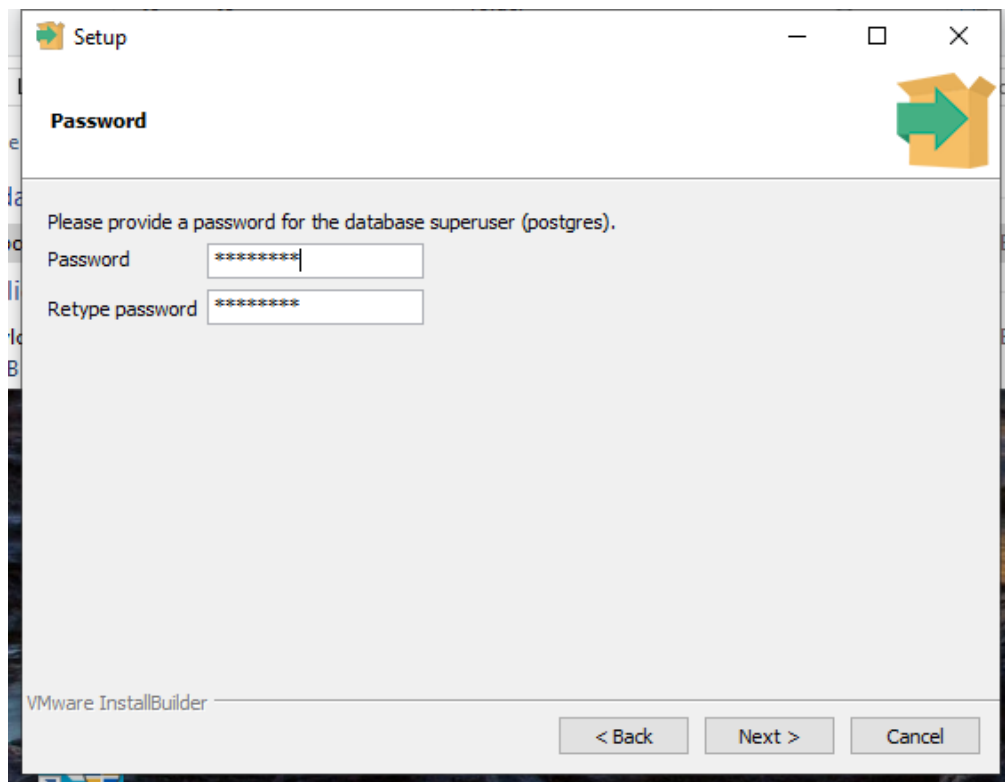 Setup
Password
Please provide a password for the database superuser (postgres).
Password ********
Retype password ********
VMware InstallBuilder
< Back Next > Cancel